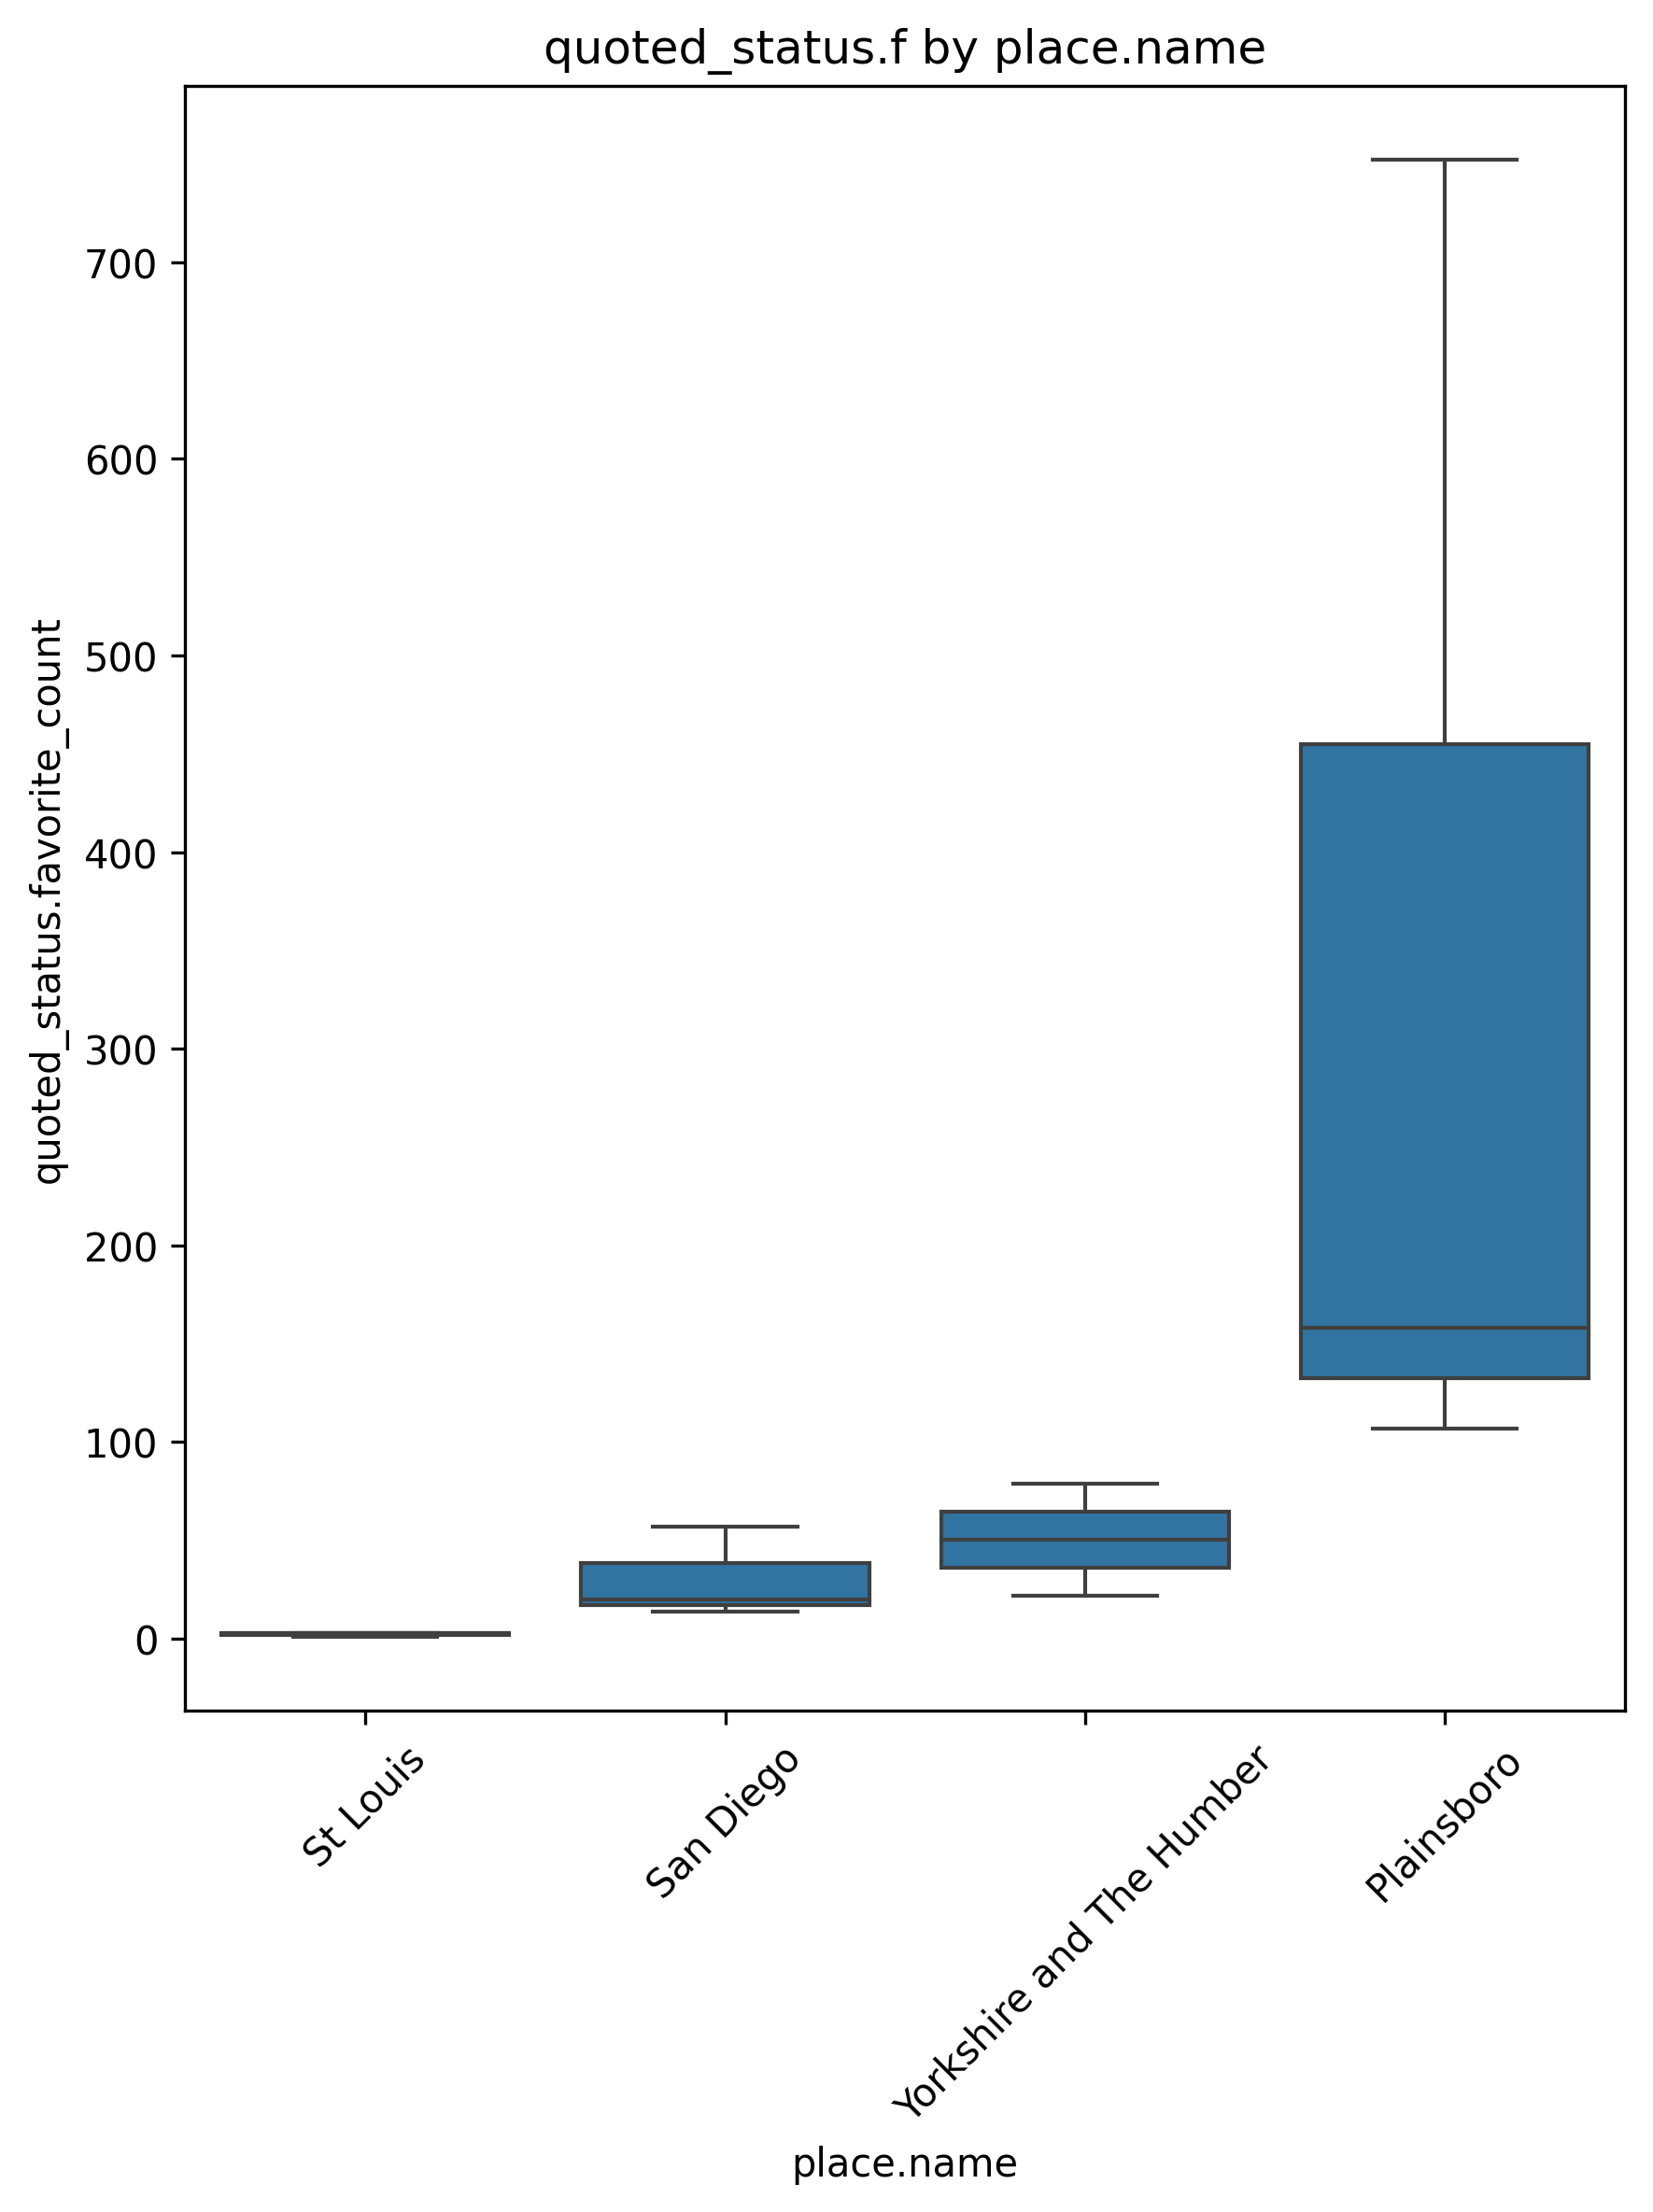 quoted_status.f by place.name
quoted_status.favorite_count
700
600
500
400
300
200
100
0
St Louis
San Diego
Yorkshire and The Humber
Plainsboro
place.name